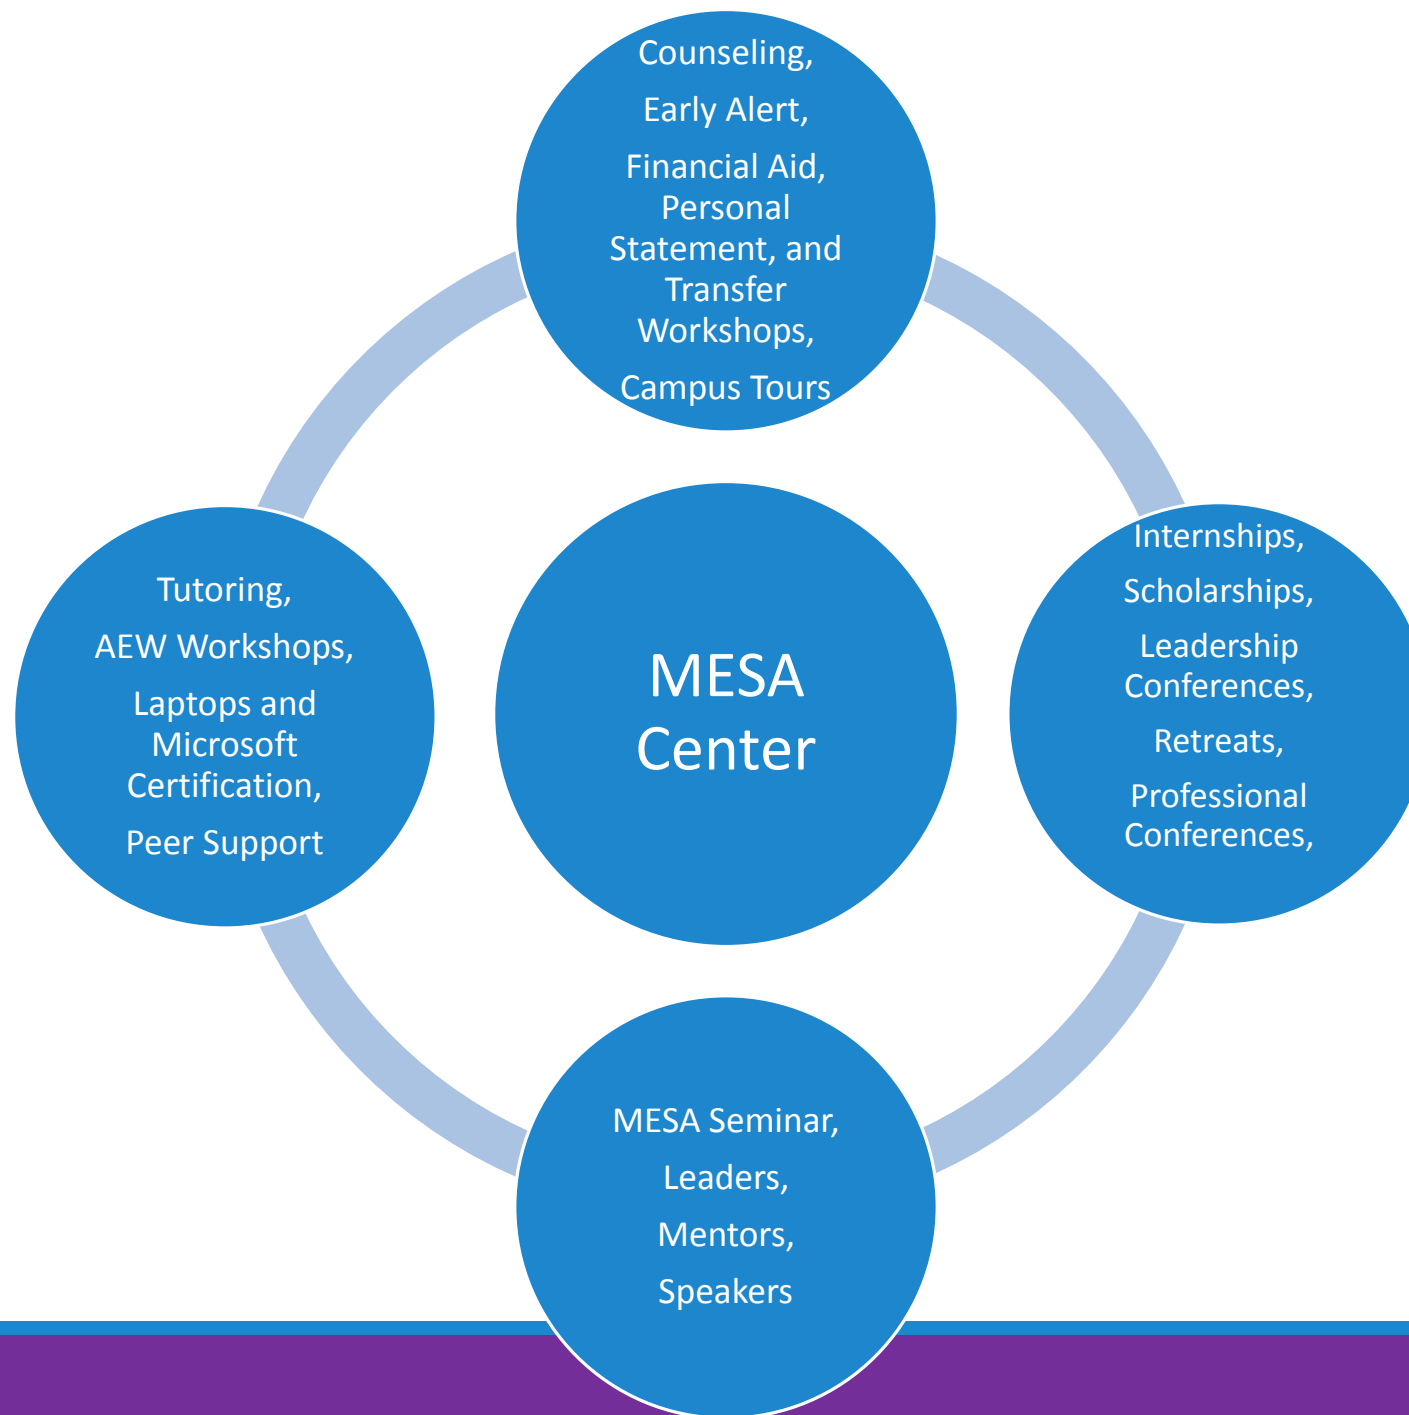 Counseling,
Early Alert,
Financial Aid,
Personal
Statement, and
Transfer
Workshops,
Campus Tours
Tutoring,
AEW Workshops,
Laptops and
Microsoft
Certification,
Peer Support
MESA
Center
Internships,
Scholarships,
Leadership
Conferences,
Retreats,
Professional
Conferences,
MESA Seminar,
Leaders,
Mentors,
Speakers